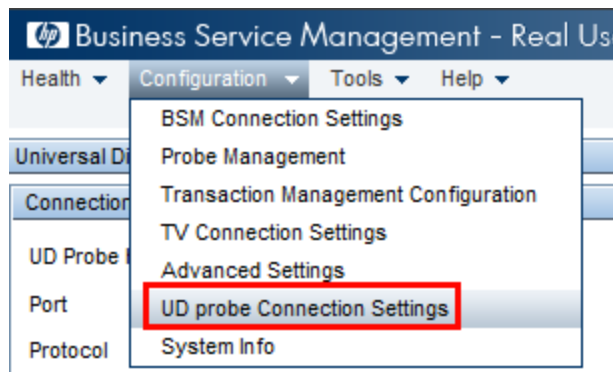 hp Business Service Management - Real Us
Health Configuration Tools Help
BSM Connection Settings
Universal Di
Probe Management
Connection
Transaction Management Configuration
TV Connection Settings
UD Probe
Advanced Settings
Port
UD probe Connection Settings
Protocol
System Info